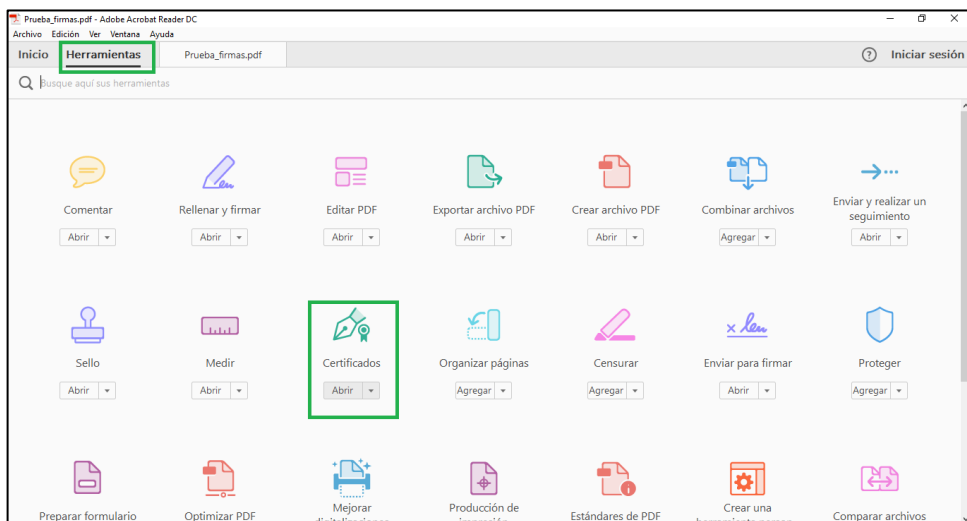 Prueba_firmas.pdf - Adobe Acrobat Reader DC
Archivo Edición Ver Ventana Ayuda
Inicio Herramientas Prueba_firmas.pdf Iniciar sesión
Busque aquí sus herramientas
Comentar Rellenar y firmar Editar PDF Exportar archivo PDF Crear archivo PDF Combinar archivos Enviar y realizar un
seguimiento
Abrir Abrir Abrir Abrir Abrir Agregar Abrir
Sello Medir Certificados Organizar páginas Censurar Enviar para firmar Proteger
Abrir Abrir Abrir Agregar Agregar Abrir Agregar
Preparar formulario Optimizar PDF Mejorar Producción de Estándares de PDF Crear una Comparar archivos
digitalizaciones impresión herramienta person